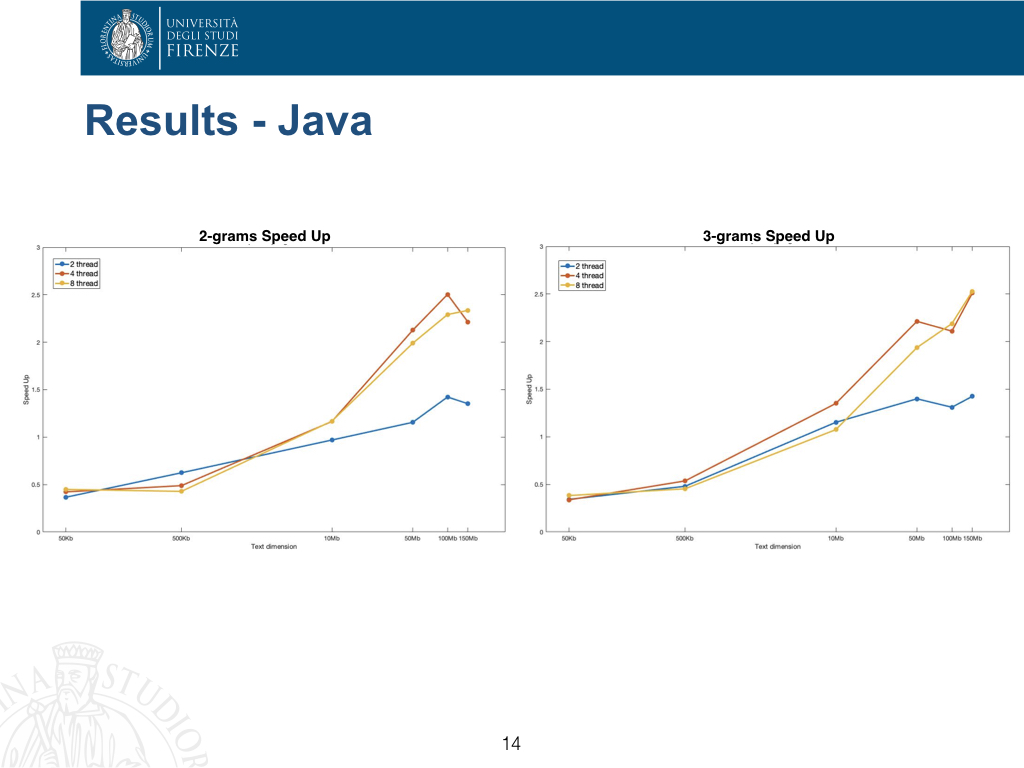 UNIVERSITÀ
DEGLI STUDI
FIRENZE
Results - Java
2-grams Speed Up
3
2.5
2
1.5
1
0.5
0
Speed Up
2 thread
4 thread
8 thread
50Kb 500Kb 10Mb 50Mb 100Mb 150Mb
Text dimension
3-grams Speed Up
3
2.5
2
1.5
1
0.5
0
Speed Up
2 thread
4 thread
8 thread
50Kb 500Kb 10Mb 50Mb 100Mb 150Mb
Text dimension
INA STUDIOR
14